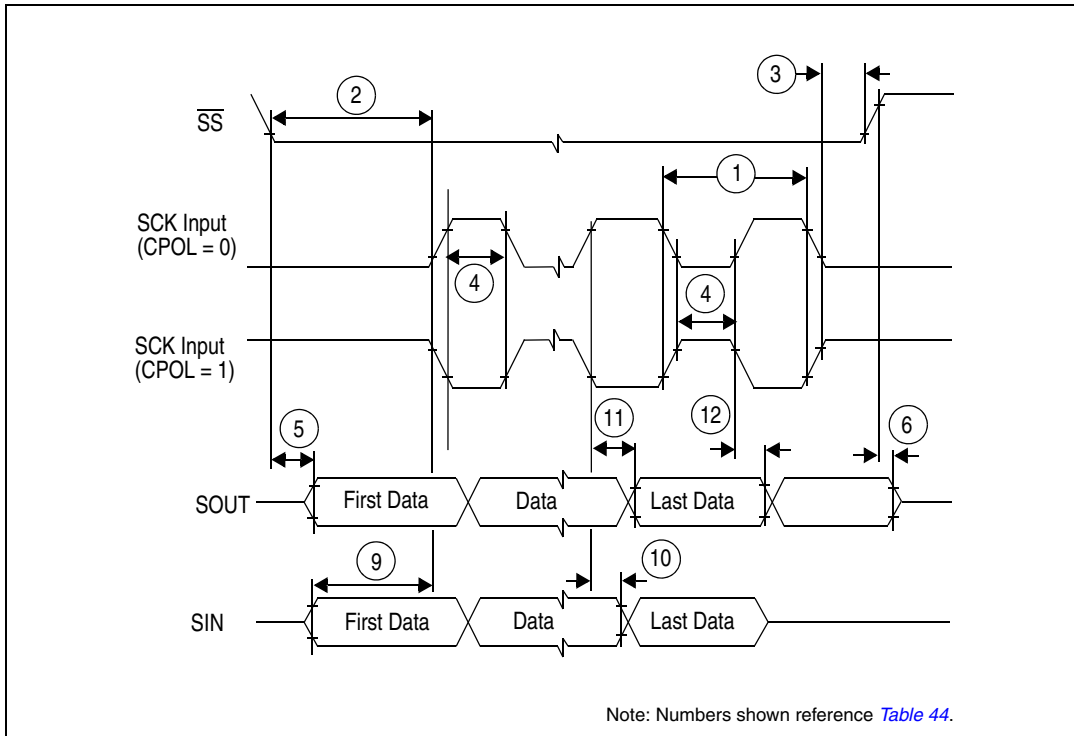 3
2
SS
1
SCK Input
(CPOL = 0)
4
4
SCK Input
(CPOL = 1)
11
12
5
6
SOUT
First Data
Data
Last Data
9
10
SIN
First Data
Data
Last Data
Note: Numbers shown reference Table 44.